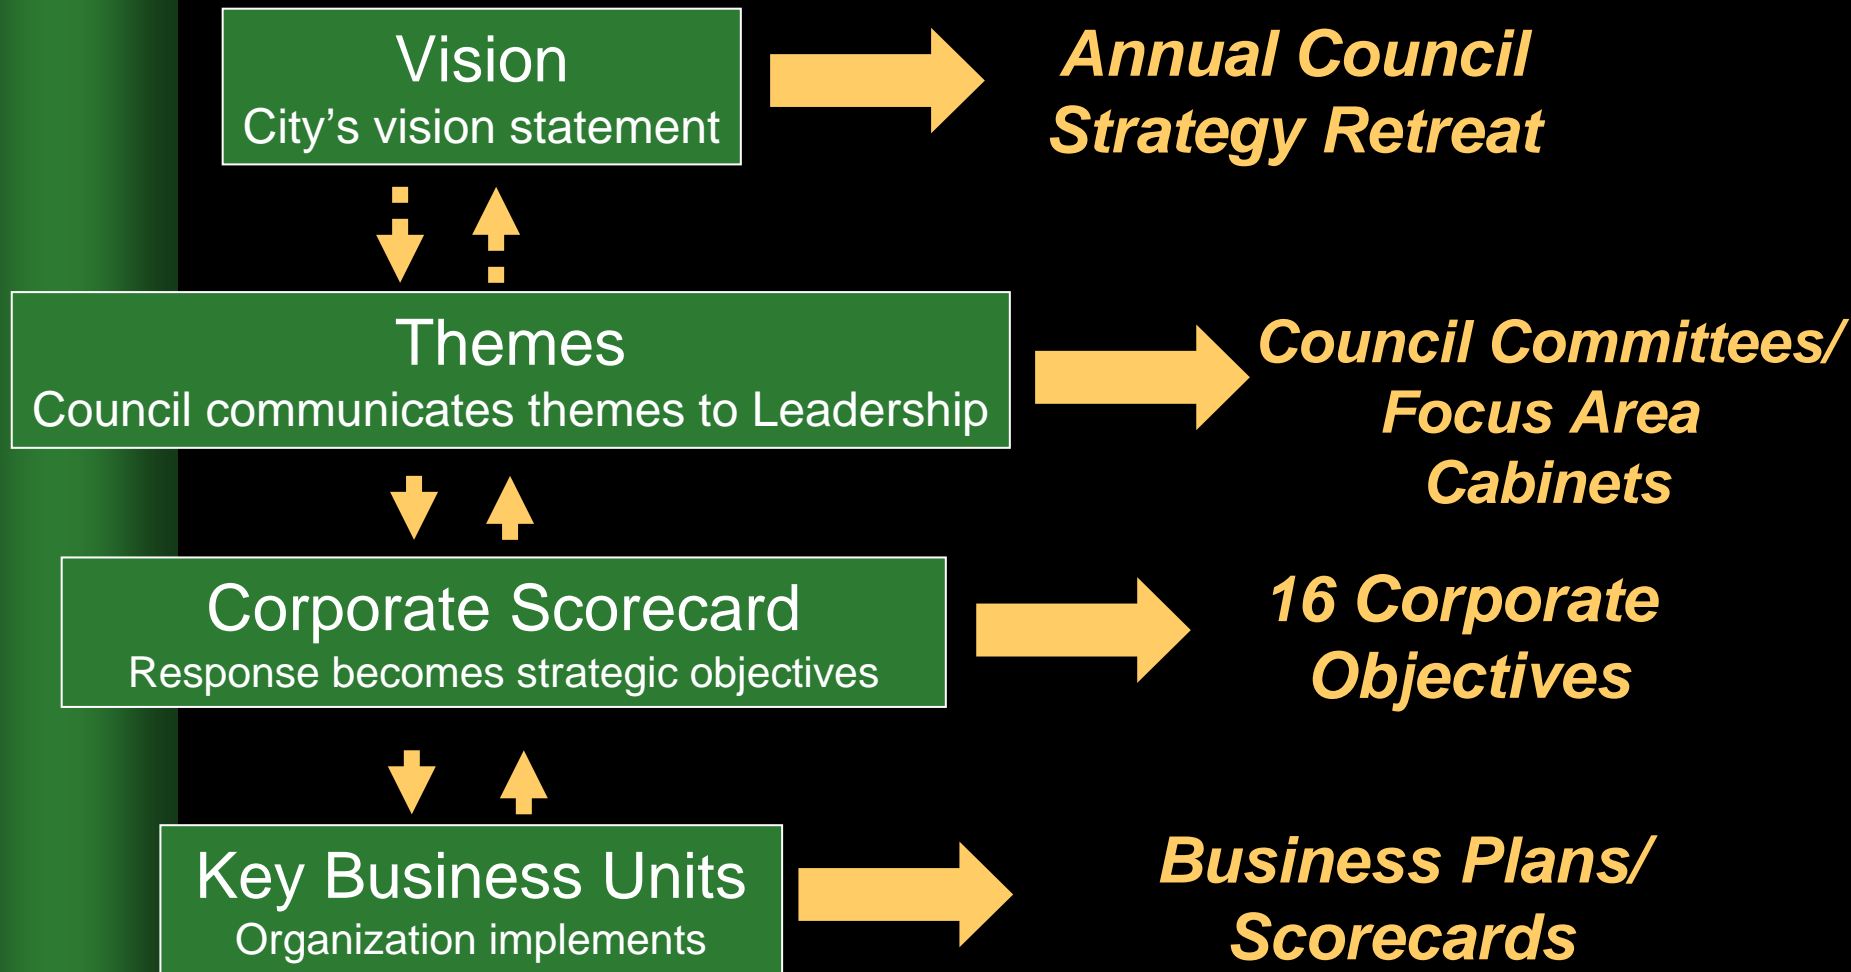 Vision
City’s vision statement
Annual Council
Strategy Retreat
Themes
Council communicates themes to Leadership
Council Committees/
Focus Area
Cabinets
Corporate Scorecard
Response becomes strategic objectives
16 Corporate
Objectives
Key Business Units
Organization implements
Business Plans/
Scorecards